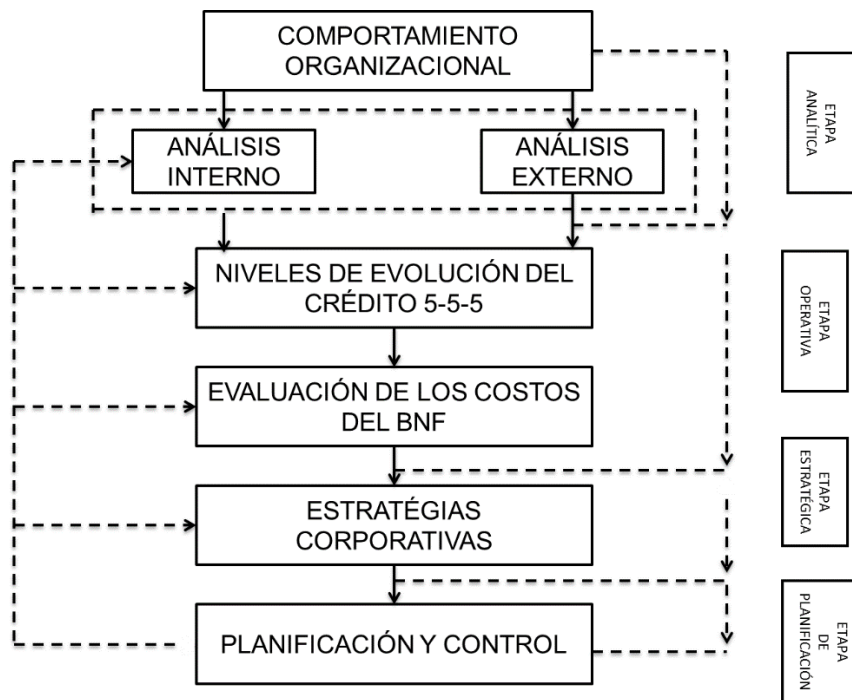 COMPORTAMIENTO
ORGANIZACIONAL
ETAPA
ANALÍTICA
ANÁLISIS
INTERNO
ANÁLISIS
EXTERNO
NIVELES DE EVOLUCIÓN DEL
CRÉDITO 5-5-5
ETAPA
OPERATIVA
EVALUACIÓN DE LOS COSTOS
DEL BNF
ETAPA
ESTRATÉGICA
ESTRATÉGIAS
CORPORATIVAS
PLANIFICACIÓN Y CONTROL
ETAPA
DE
PLANIFICACIÓN